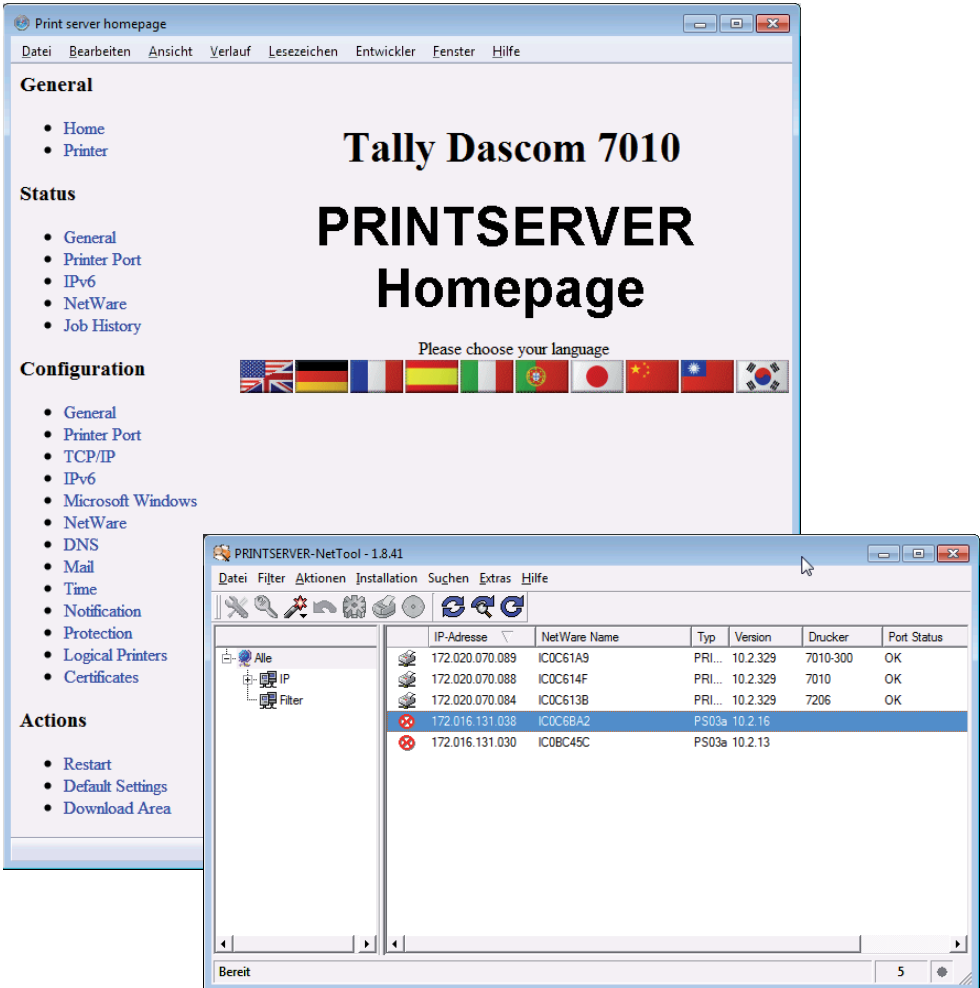 Print server homepage
Datei Bearbeiten Ansicht Verlauf Lesezeichen Entwickler Fenster Hilfe
General
Home
Printer
Status
General
Printer Port
IPv6
NetWare
Job History
Configuration
General
Printer Port
TCP/IP
IPv6
Microsoft Windows
NetWare
DNS
Mail
Time
Notification
Protection
Logical Printers
Certificates
Actions
Restart
Default Settings
Download Area
Tally Dascom 7010
PRINTSERVER
Homepage
Please choose your language
PRINTSERVER-NetTool - 1.8.41
Datei Filter Aktionen Installation Suchen Extras Hilfe
Alle
IP
Filter
IP-Adresse NetWare Name Typ Version Drucker Port Status
172.020.070.089 IC0C61A9 PRI... 10.2.329 7010-300 OK
172.020.070.088 IC0C614F PRI... 10.2.329 7010 OK
172.020.070.084 IC0C613B PRI... 10.2.329 7206 OK
172.016.131.038 IC0C6BA2 PS03a 10.2.16
172.016.131.030 IC0BC45C PS03a 10.2.13
Bereit 5